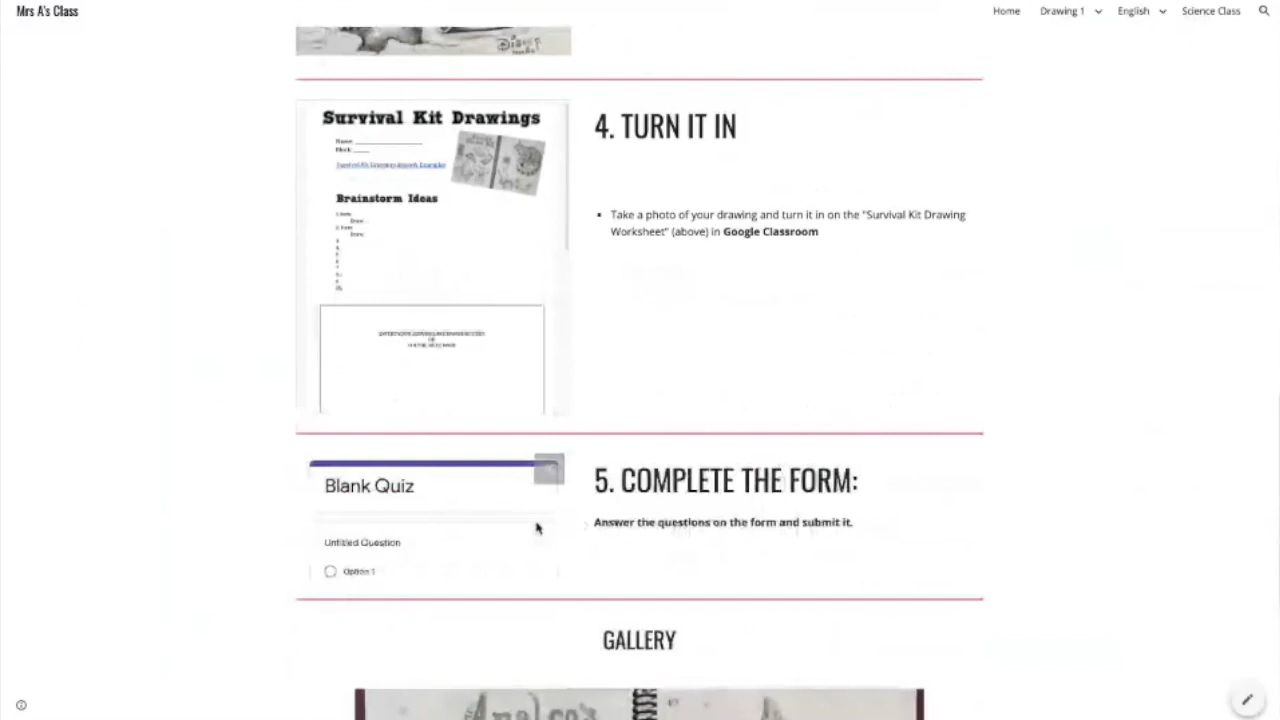 Mrs A's Class
Home Drawing 1 English Science Class
Survival Kit Drawings
Name:
Block:
Brainstorm Ideas
4. TURN IT IN
Take a photo of your drawing and turn it in on the "Survival Kit Drawing
Worksheet" (above) in Google Classroom
Blank Quiz
Untitled Question
Option 1
5. COMPLETE THE FORM:
Answer the questions on the form and submit it.
GALLERY